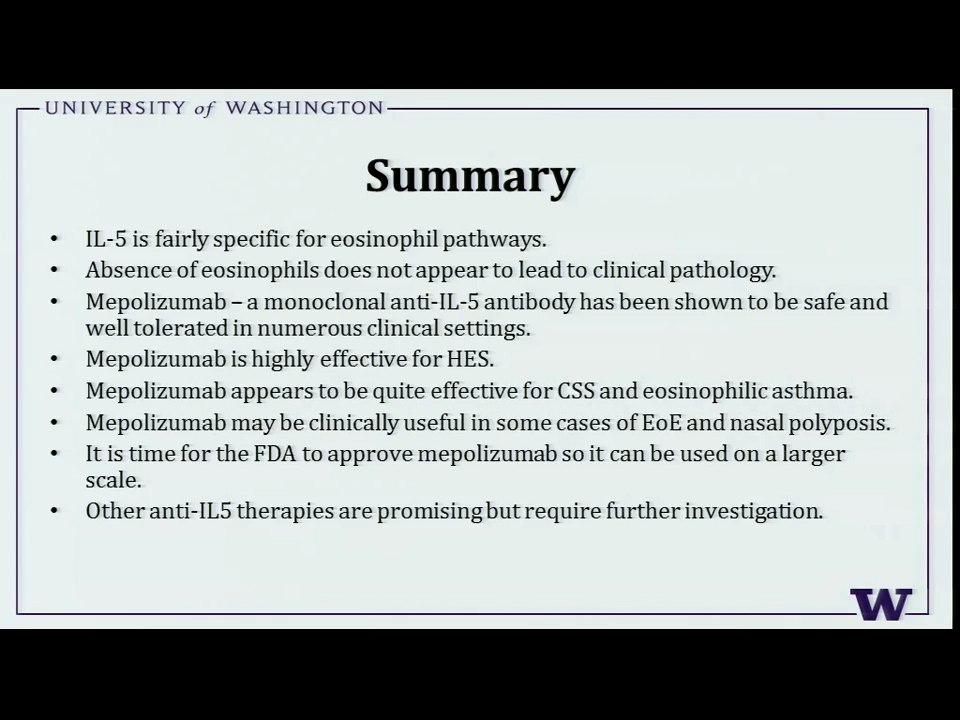 UNIVERSITY of WASHINGTON
Summary
• IL-5 is fairly specific for eosinophil pathways.
• Absence of eosinophils does not appear to lead to clinical pathology.
• Mepolizumab – a monoclonal anti-IL-5 antibody has been shown to be safe and
well tolerated in numerous clinical settings.
• Mepolizumab is highly effective for HES.
• Mepolizumab appears to be quite effective for CSS and eosinophilic asthma.
• Mepolizumab may be clinically useful in some cases of EoE and nasal polyposis.
• It is time for the FDA to approve mepolizumab so it can be used on a larger
scale.
• Other anti-IL5 therapies are promising but require further investigation.
W